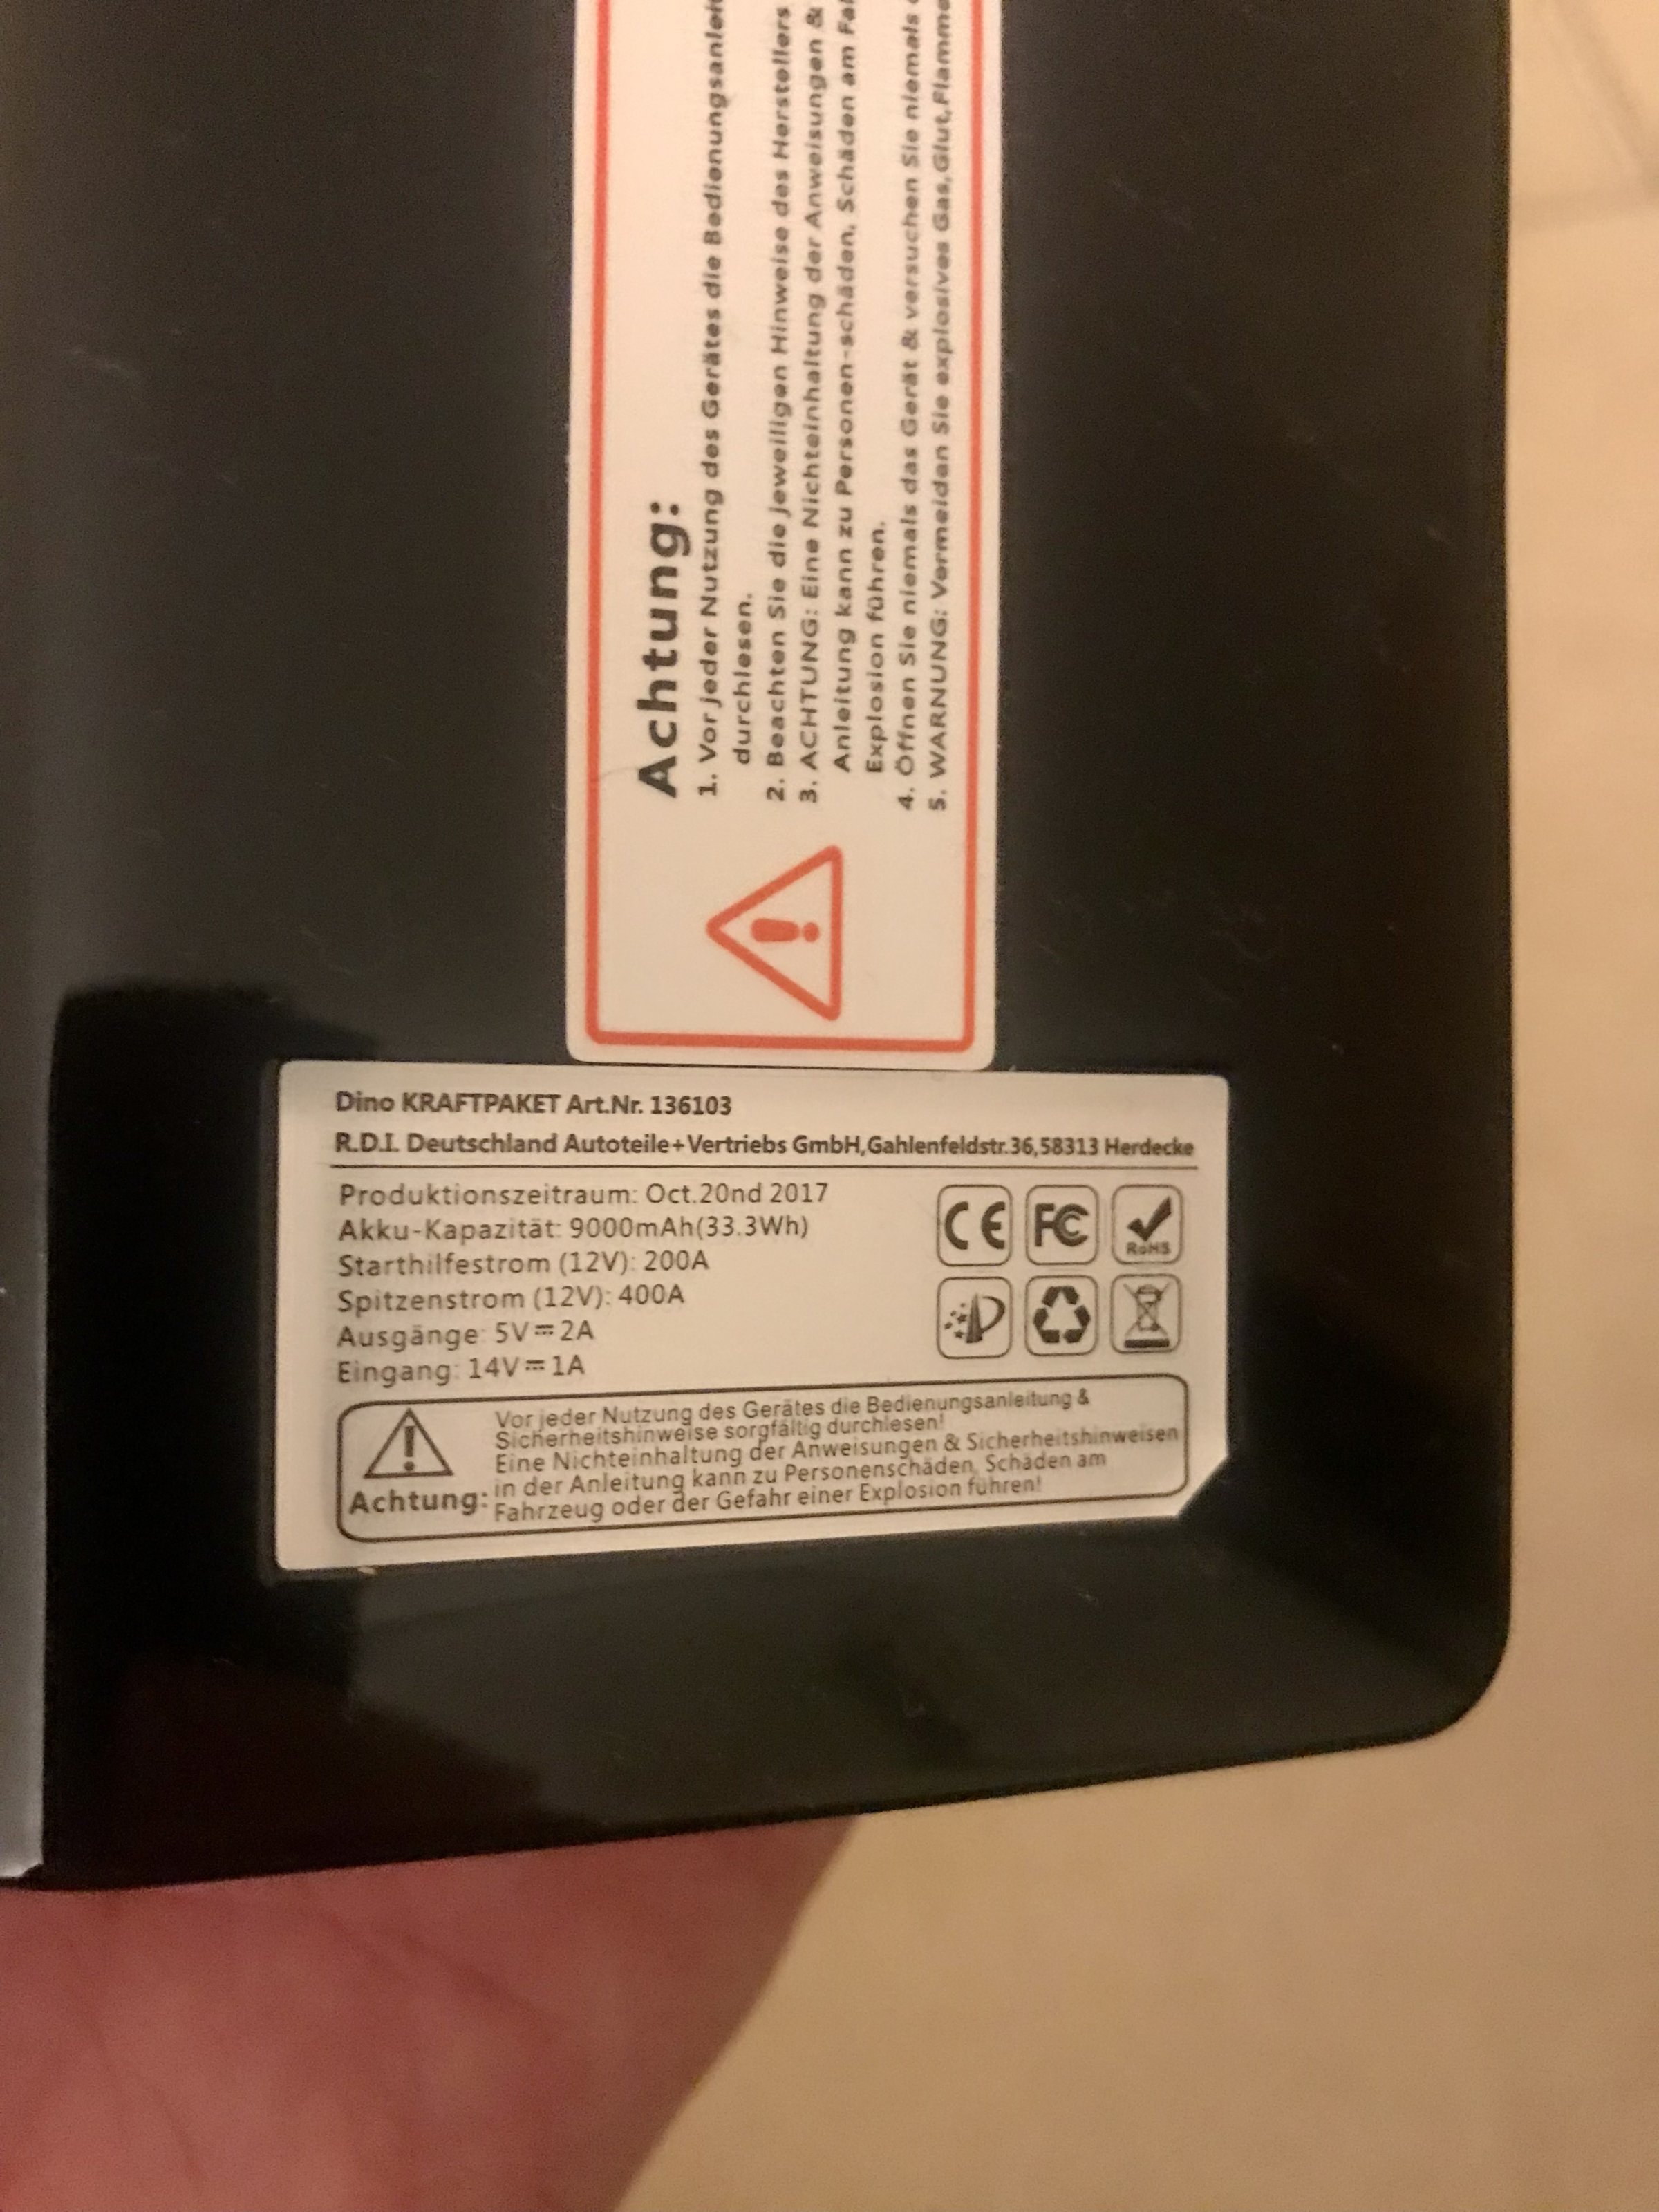 Achtung:
1. Vor jeder Nutzung des Gerätes die
durchlesen.
2. Beachten Sie die jeweiligen Hinweise des Herstellers
3. ACHTUNG: Eine Nichteinhaltung der Anweisungen &
Anleitung kann zu Personen-schäden, Schäden am
Explosion führen.
4. Öffnen Sie niemals das Gerät & versuchen Sie niemals
5. WARNUNG: Vermeiden Sie explosives Gas,Glut,Flamme
Dino KRAFTPAKET Art.Nr. 136103
R.D.I. Deutschland Autoteile+Vertriebs GmbH,Gahlenfeldstr.36,58313 Herdecke
Produktionszeitraum: Oct.20nd 2017
Akku-Kapazität: 9000mAh(33.3Wh)
Starthilfestrom (12V): 200A
Spitzenstrom (12V): 400A
Ausgänge: 5V⎓2A
Eingang: 14V⎓1A
CE FC RoHS
Achtung:
Vor jeder Nutzung des Gerätes die Bedienungsanleitung &
Sicherheitshinweise sorgfältig durchlesen!
Eine Nichteinhaltung der Anweisungen & Sicherheitshinweisen
in der Anleitung kann zu Personenschäden, Schäden am
Fahrzeug oder der Gefahr einer Explosion führen!